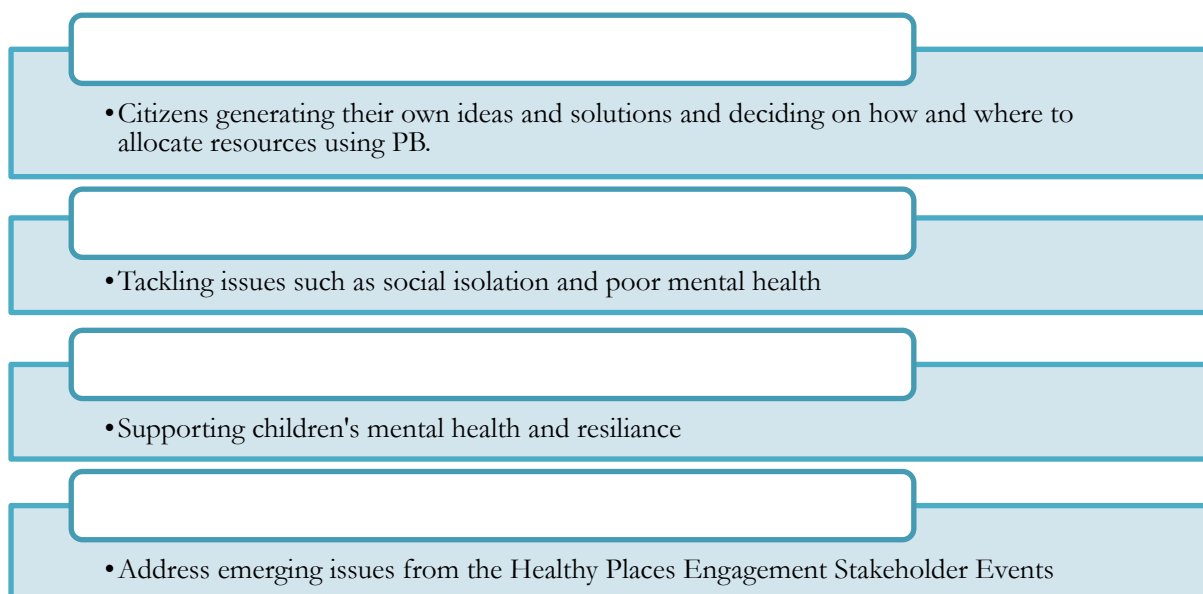 •Citizens generating their own ideas and solutions and deciding on how and where to
allocate resources using PB.
•Tackling issues such as social isolation and poor mental health
•Supporting children's mental health and resiliance
•Address emerging issues from the Healthy Places Engagement Stakeholder Events